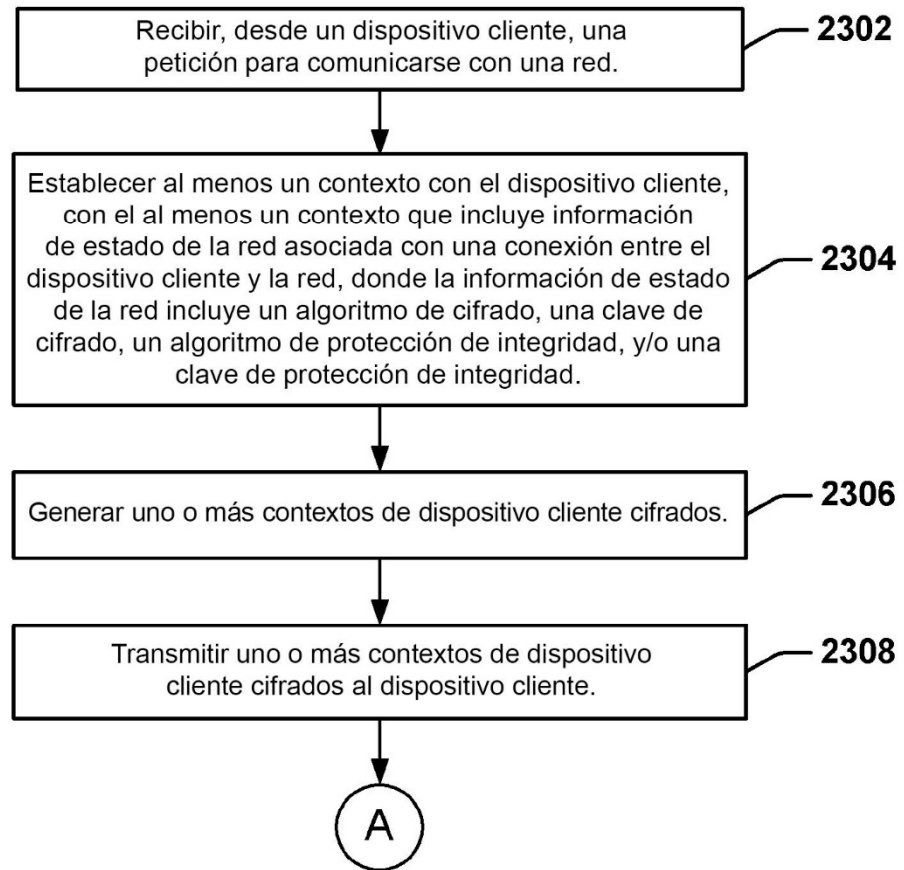 Recibir, desde un dispositivo cliente, una
petición para comunicarse con una red.
2302
Establecer al menos un contexto con el dispositivo cliente,
con el al menos un contexto que incluye información
de estado de la red asociada con una conexión entre el
dispositivo cliente y la red, donde la información de estado
de la red incluye un algoritmo de cifrado, una clave de
cifrado, un algoritmo de protección de integridad, y/o una
clave de protección de integridad.
2304
Generar uno o más contextos de dispositivo cliente cifrados.
2306
Transmitir uno o más contextos de dispositivo
cliente cifrados al dispositivo cliente.
2308
A